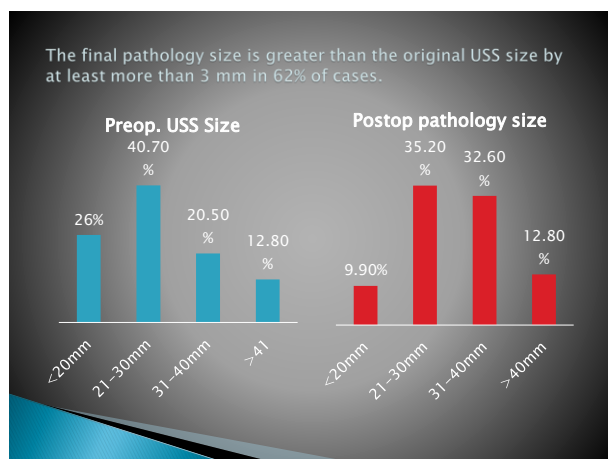 The final pathology size is greater than the original USS size by
at least more than 3 mm in 62% of cases.
Preop. USS Size
26%
40.70
%
20.50
%
12.80
%
<20mm
21-30mm
31-40mm
>41
Postop pathology size
9.90%
35.20
%
32.60
%
12.80
%
<20mm
21-30mm
31-40mm
>40mm